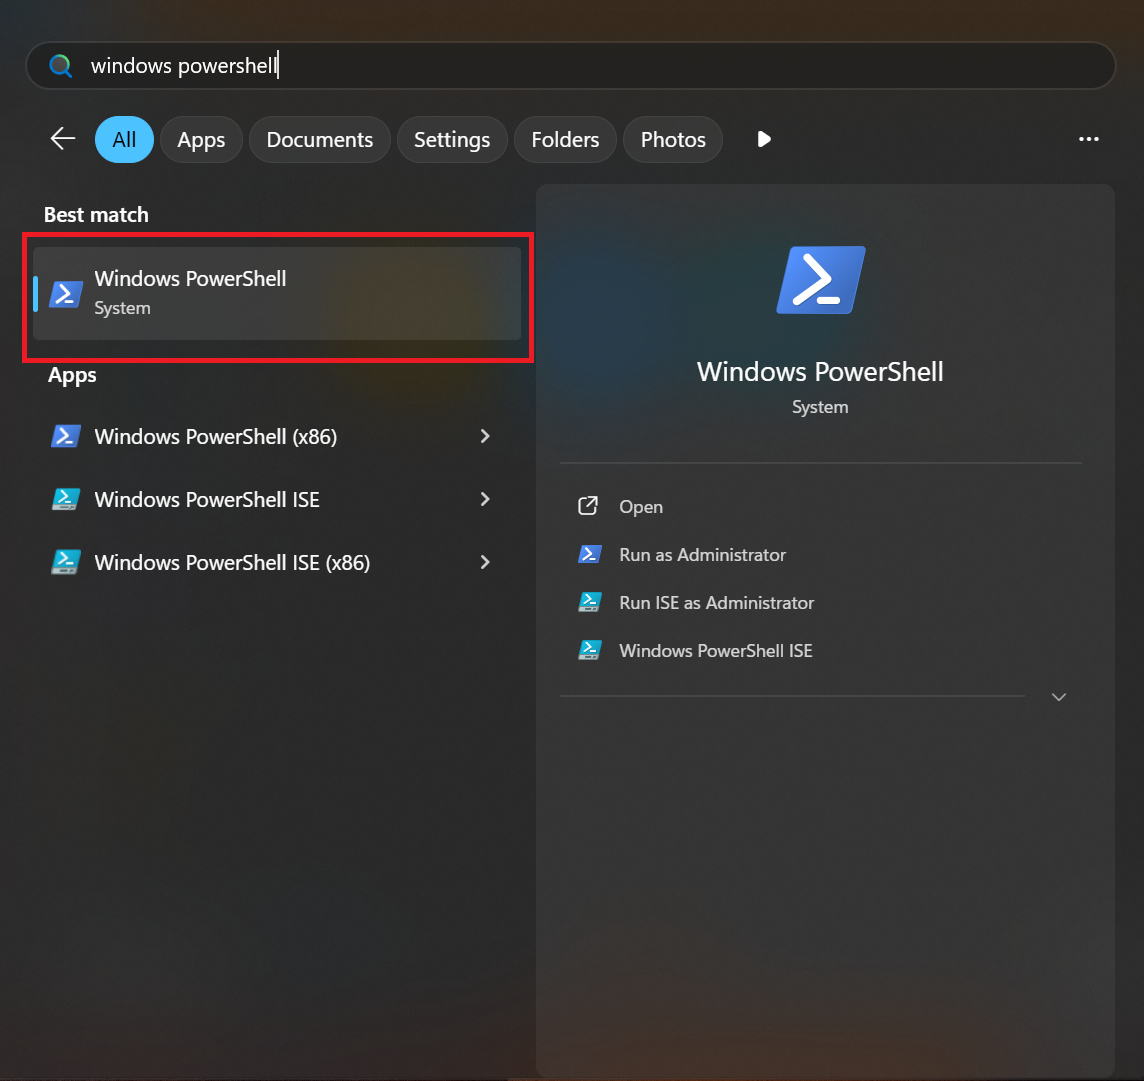 windows powershell
All Apps Documents Settings Folders Photos
Best match
Windows PowerShell
System
Apps
Windows PowerShell (x86)
Windows PowerShell ISE
Windows PowerShell ISE (x86)
Windows PowerShell
System
Open
Run as Administrator
Run ISE as Administrator
Windows PowerShell ISE